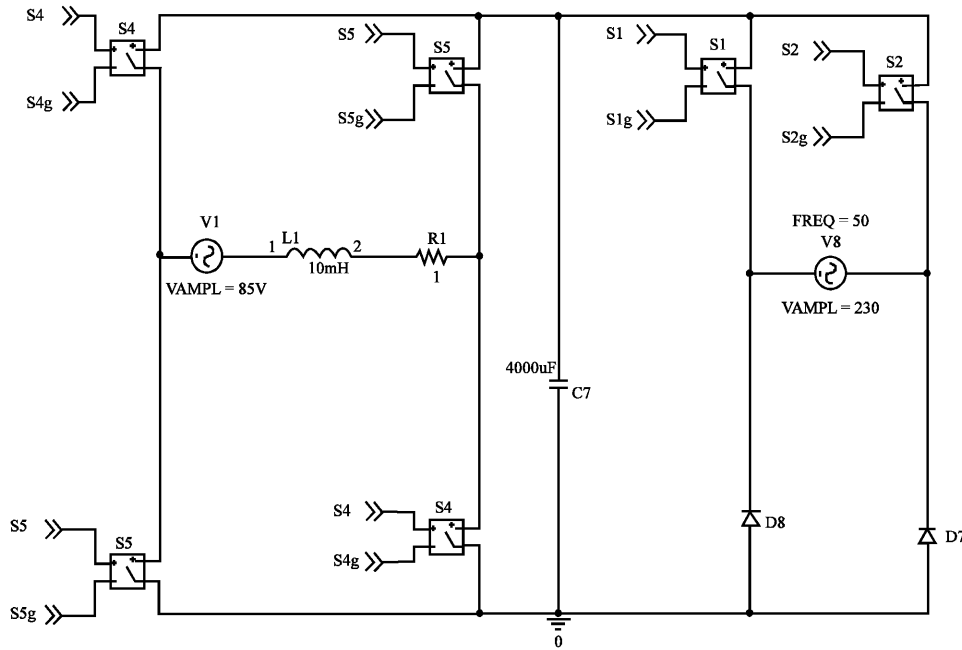 S4
S4
S4g
S5
S5
S5g
S1
S1
S1g
S2
S2
S2g
V1
VAMPL = 85V
1
L1
2
10mH
R1
1
FREQ = 50
V8
VAMPL = 230
4000uF
C7
S4
S4
S4g
S5
S5
S5g
D8
D7
0